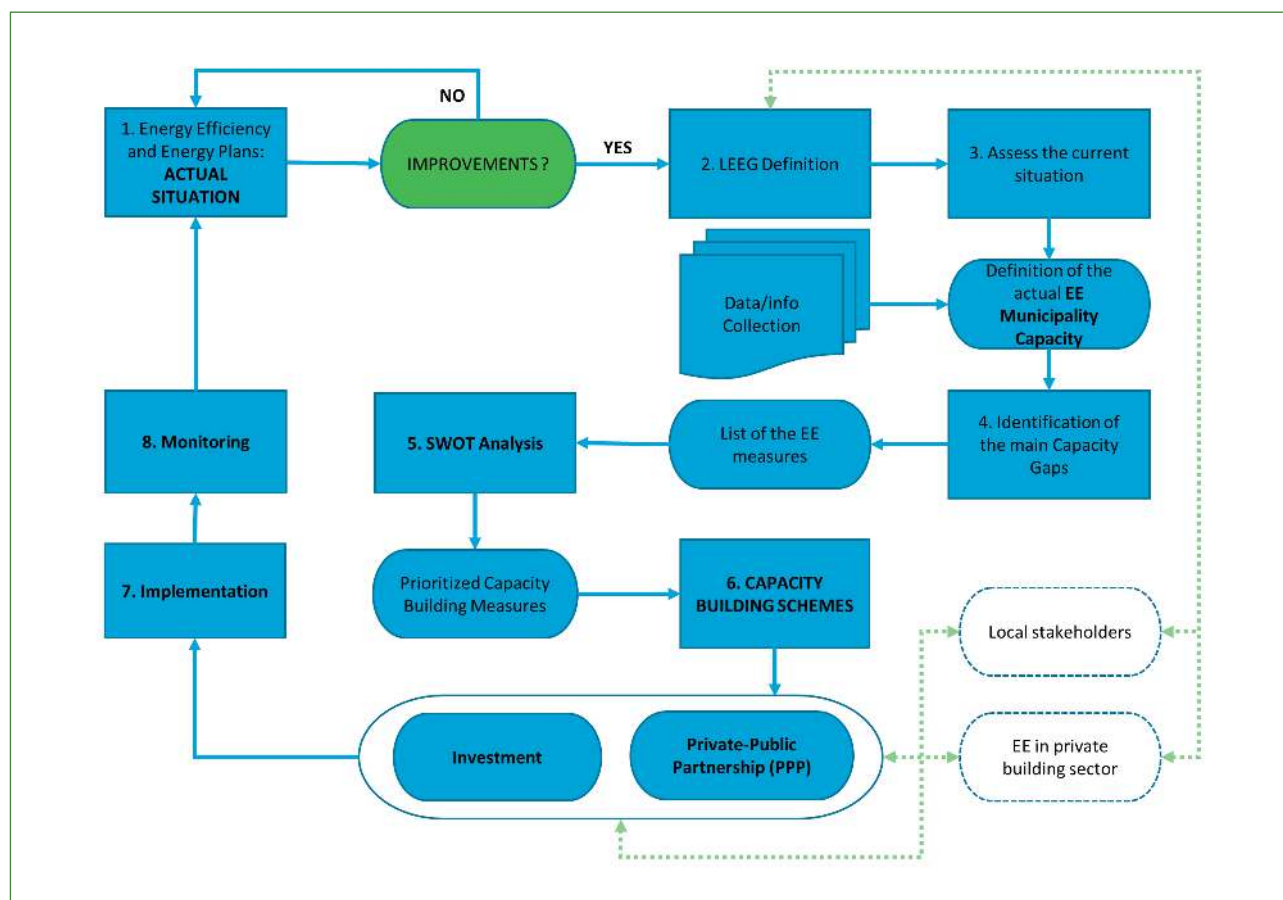 NO
1. Energy Efficiency
and Energy Plans:
ACTUAL
SITUATION
IMPROVEMENTS ?
YES
2. LEEG Definition
3. Assess the current
situation
Data/info
Collection
Definition of the
actual EE
Municipality
Capacity
8. Monitoring
5. SWOT Analysis
List of the EE
measures
4. Identification of
the main Capacity
Gaps
7. Implementation
Prioritized Capacity
Building Measures
6. CAPACITY
BUILDING SCHEMES
Local stakeholders
Investment
Private-Public
Partnership (PPP)
EE in private
building sector